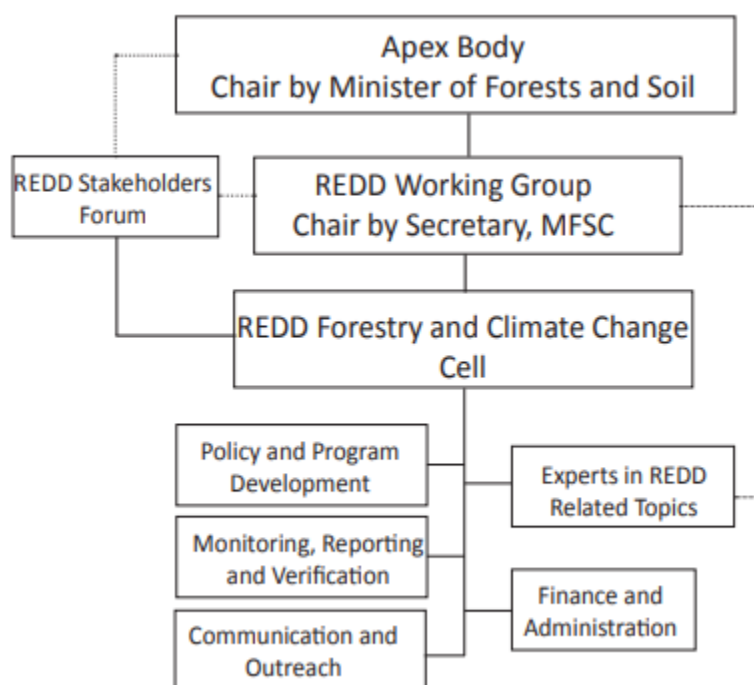 Apex Body
Chair by Minister of Forests and Soil
REDD Stakeholders
Forum
REDD Working Group
Chair by Secretary, MFSC
REDD Forestry and Climate Change
Cell
Policy and Program
Development
Experts in REDD
Related Topics
Monitoring, Reporting
and Verification
Finance and
Administration
Communication and
Outreach